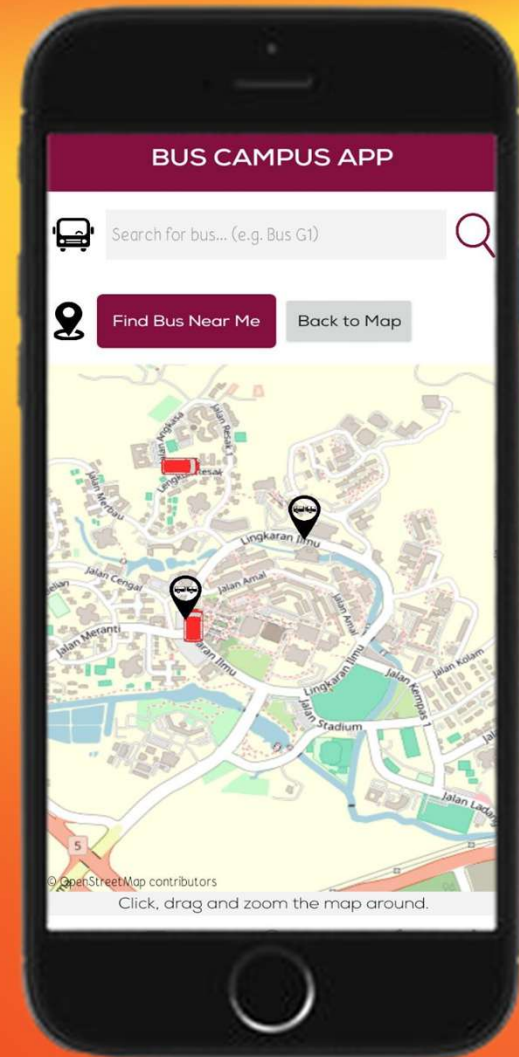 BUS CAMPUS APP
Search for bus... (e.g. Bus G1)
Find Bus Near Me
Back to Map
Jalan Angkasa
Jalan Resak 1
Resak
Jalan Merbau
Lingkaran Ilmu
Jalan Cengal
Jalan Amal
Jalan Meranti
Jalan Amal
Ilmu
Lingkaran Ilmu
Jalan Kolam
Jalan Kempas 1
Jalan Stadium
Jalan Ladang
5
© OpenStreetMap contributors
Click, drag and zoom the map around.